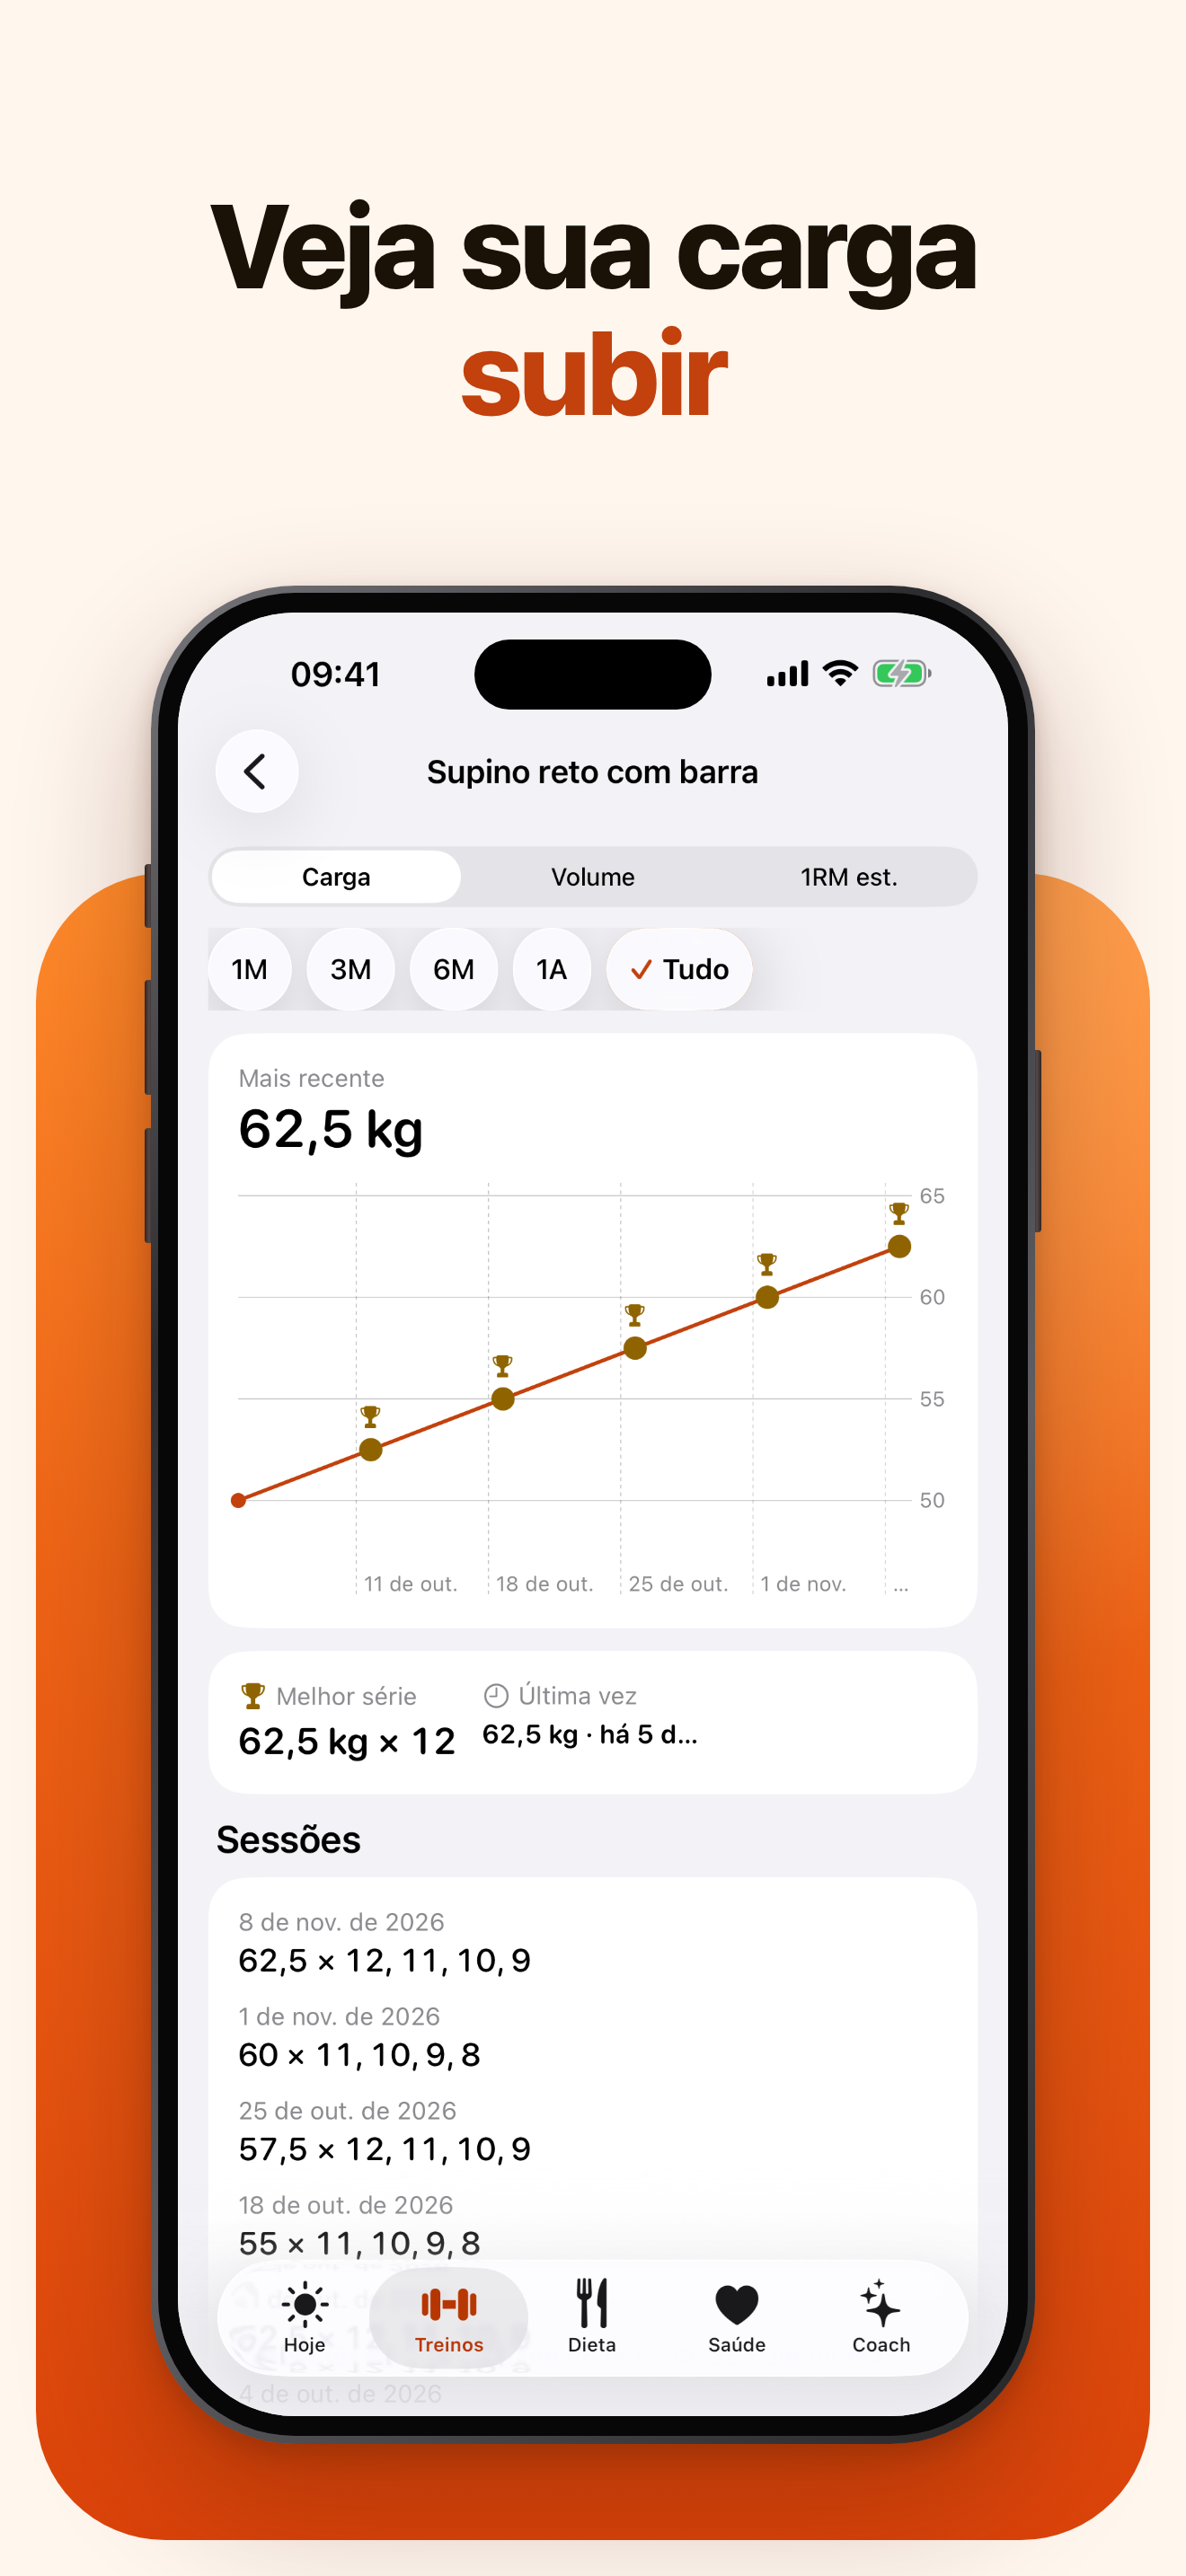 Veja sua carga
subir
09:41
Supino reto com barra
Carga Volume 1RM est.
1M 3M 6M 1A Tudo
Mais recente
62,5 kg
65
60
55
50
11 de out. 18 de out. 25 de out. 1 de nov. ...
Melhor série Última vez
62,5 kg × 12 62,5 kg · há 5 d...
Sessões
8 de nov. de 2026
62,5 × 12, 11, 10, 9
1 de nov. de 2026
60 × 11, 10, 9, 8
25 de out. de 2026
57,5 × 12, 11, 10, 9
18 de out. de 2026
55 × 11, 10, 9, 8
Hoje Treinos Dieta Saúde Coach
4 de out. de 2026